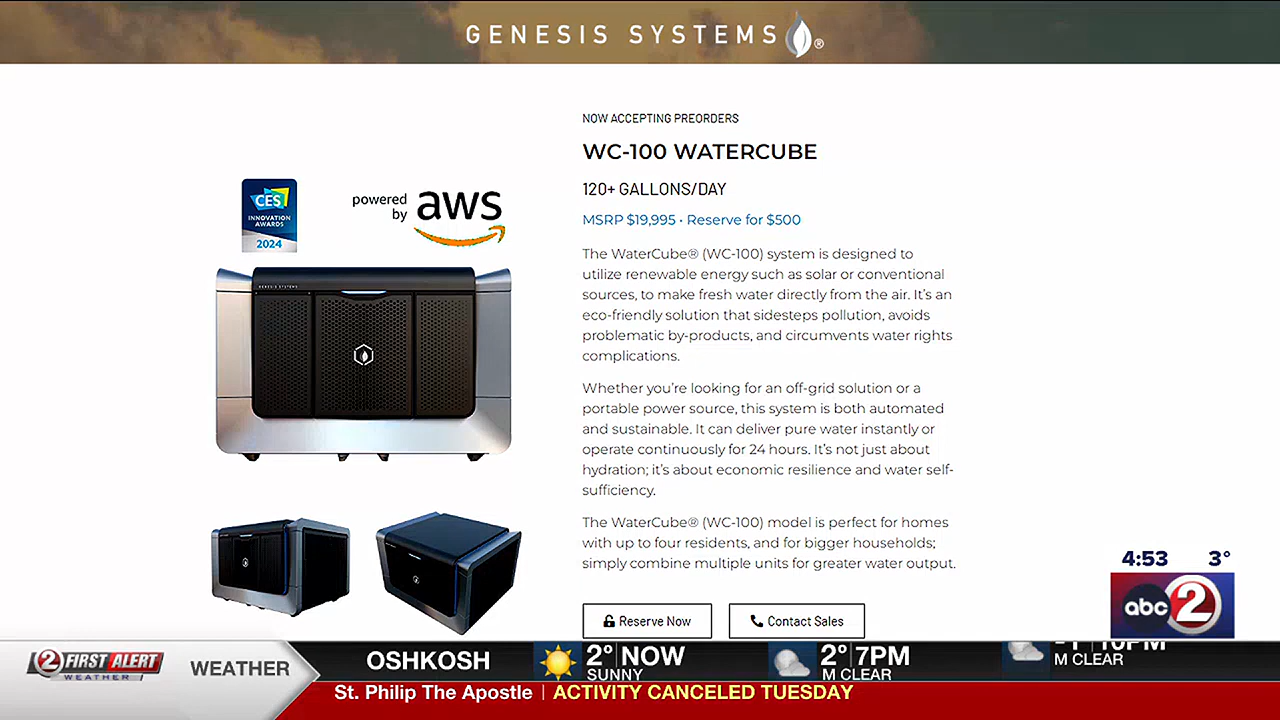 GENESIS SYSTEMS ®
NOW ACCEPTING PREORDERS
WC-100 WATERCUBE
120+ GALLONS/DAY
MSRP $19,995 · Reserve for $500
CES
INNOVATION
AWARDS
2024
powered
by
aws
GENESIS SYSTEMS
The WaterCube® (WC-100) system is designed to
utilize renewable energy such as solar or conventional
sources, to make fresh water directly from the air. It's an
eco-friendly solution that sidesteps pollution, avoids
problematic by-products, and circumvents water rights
complications.
Whether you're looking for an off-grid solution or a
portable power source, this system is both automated
and sustainable. It can deliver pure water instantly or
operate continuously for 24 hours. It's not just about
hydration; it's about economic resilience and water self-
sufficiency.
The WaterCube® (WC-100) model is perfect for homes
with up to four residents, and for bigger households;
simply combine multiple units for greater water output.
Reserve Now
Contact Sales
4:53 3°
abc 2
2 FIRST ALERT
WEATHER
WEATHER
OSHKOSH
2° NOW
SUNNY
2° 7PM
M CLEAR
10PM
M CLEAR
St. Philip The Apostle | ACTIVITY CANCELED TUESDAY